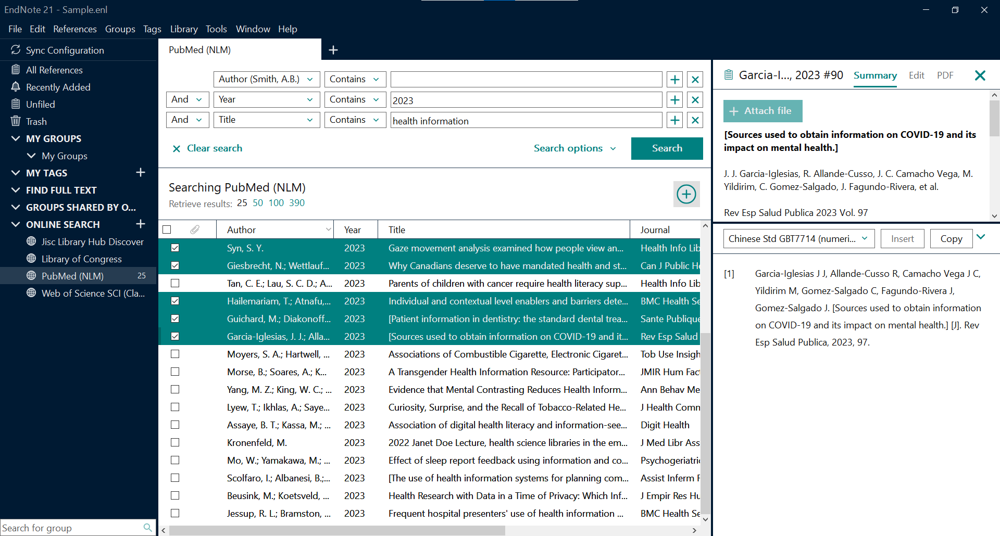 EndNote 21 - Sample.enl
File Edit References Groups Tags Library Tools Window Help
Sync Configuration
All References
Recently Added
Unfiled
Trash
MY GROUPS
My Groups
MY TAGS
FIND FULL TEXT
GROUPS SHARED BY O...
ONLINE SEARCH
Jisc Library Hub Discover
Library of Congress
PubMed (NLM) 25
Web of Science SCI (Cla...
Search for group
PubMed (NLM)
Author (Smith, A.B.) Contains
And Year Contains 2023
And Title Contains health information
Clear search Search options Search
Searching PubMed (NLM)
Retrieve results: 25 50 100 390
Author Year Title Journal
Syn, S. Y. 2023 Gaze movement analysis examined how people view an... Health Info Lib
Giesbrecht, N.; Wettlauf... 2023 Why Canadians deserve to have mandated health and st... Can J Public He
Tan, C. E.; Lau, S. C. D.; A... 2023 Parents of children with cancer require health literacy sup... Health Info Lib
Hailemariam, T.; Atnafu,... 2023 Individual and contextual level enablers and barriers dete... BMC Health Se
Guichard, M.; Diakonoff... 2023 [Patient information in dentistry: the standard dental trea... Sante Publique
Garcia-Iglesias, J. J.; Alla... 2023 [Sources used to obtain information on COVID-19 and it... Rev Esp Salud
Moyers, S. A.; Hartwell, ... 2023 Associations of Combustible Cigarette, Electronic Cigaret... Tob Use Insigh
Morse, B.; Soares, A.; K... 2023 A Transgender Health Information Resource: Participator... JMIR Hum Fac
Yang, M. Z.; King, W. C.; ... 2023 Evidence that Mental Contrasting Reduces Health Inform... Ann Behav Me
Lyew, T.; Ikhlas, A.; Saye... 2023 Curiosity, Surprise, and the Recall of Tobacco-Related He... J Health Comm
Assaye, B. T.; Kassa, M.; ... 2023 Association of digital health literacy and information-see... Digit Health
Kronenfeld, M. 2023 2022 Janet Doe Lecture, health science libraries in the em... J Med Libr Ass
Mo, W.; Yamakawa, M.; ... 2023 Effect of sleep report feedback using information and co... Psychogeriatri
Scolfaro, I.; Albanesi, B.;... 2023 [The use of health information systems for planning com... Assist Inferm R
Beusink, M.; Koetsveld, ... 2023 Health Research with Data in a Time of Privacy: Which Inf... J Empir Res Hu
Jessup, R. L.; Bramston, ... 2023 Frequent hospital presenters' use of health information ... BMC Health Se
Garcia-I..., 2023 #90 Summary Edit PDF
Attach file
[Sources used to obtain information on COVID-19 and its
impact on mental health.]
J. J. Garcia-Iglesias, R. Allande-Cusso, J. C. Camacho Vega, M.
Yildirim, C. Gomez-Salgado, J. Fagundo-Rivera, et al.
Rev Esp Salud Publica 2023 Vol. 97
Chinese Std GBT7714 (numeri... Insert Copy
[1] Garcia-Iglesias J J, Allande-Cusso R, Camacho Vega J C,
Yildirim M, Gomez-Salgado C, Fagundo-Rivera J,
Gomez-Salgado J. [Sources used to obtain information
on COVID-19 and its impact on mental health.] [J]. Rev
Esp Salud Publica, 2023, 97.